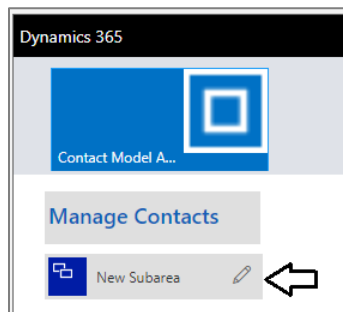 Dynamics 365
Contact Model A...
Manage Contacts
New Subarea